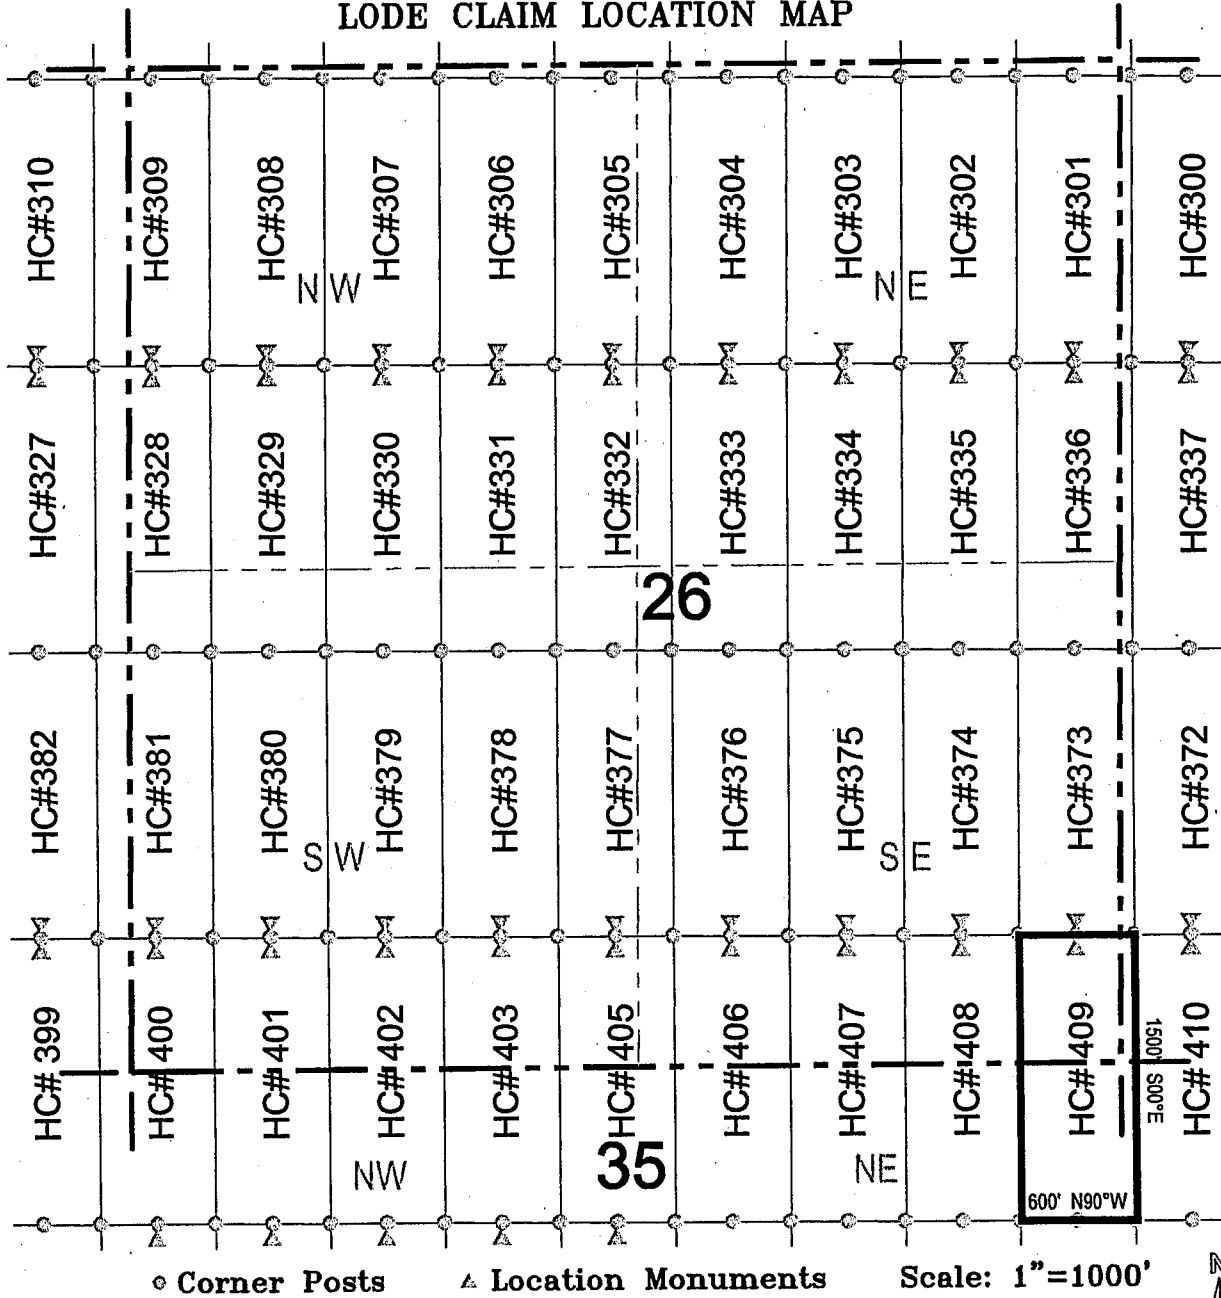 LODE CLAIM LOCATION MAP
HC#310 HC#309 HC#308 HC#307 HC#306 HC#305 HC#304 HC#303 HC#302 HC#301 HC#300
NW NE
HC#327 HC#328 HC#329 HC#330 HC#331 HC#332 HC#333 HC#334 HC#335 HC#336 HC#337
26
HC#382 HC#381 HC#380 HC#379 HC#378 HC#377 HC#376 HC#375 HC#374 HC#373 HC#372
SW SE
HC# 399 HC# 400 HC# 401 HC# 402 HC# 403 HC# 405 HC# 406 HC# 407 HC# 408 HC# 409 HC# 410
1500' S00°E
35
NW NE
600' N90°W
Corner Posts Location Monuments Scale: 1"=1000'